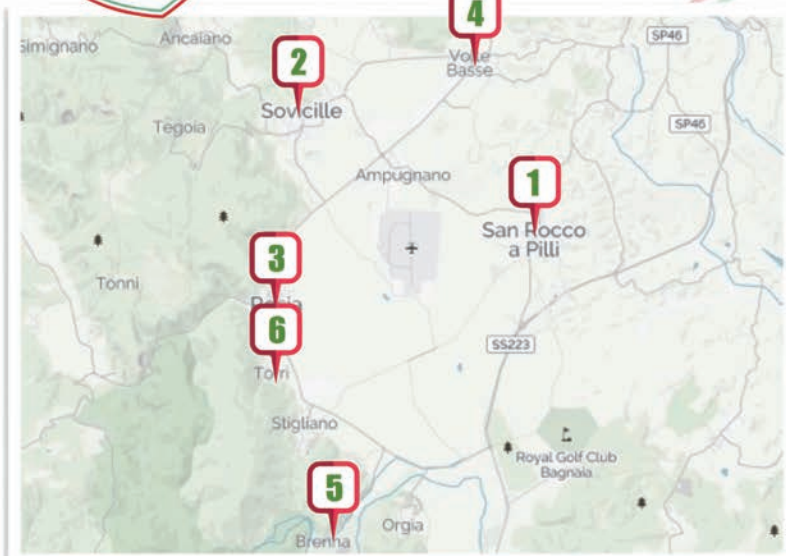 4
Simignano
Ancaiano
SP46
2
Volte
Basse
Sovicille
Tegoia
SP46
Ampugnano
1
San Rocco
a Pilli
3
Tonni
Rosia
6
SS223
Torri
Stigliano
Royal Golf Club
Bagnaia
5
Orgia
Brenna